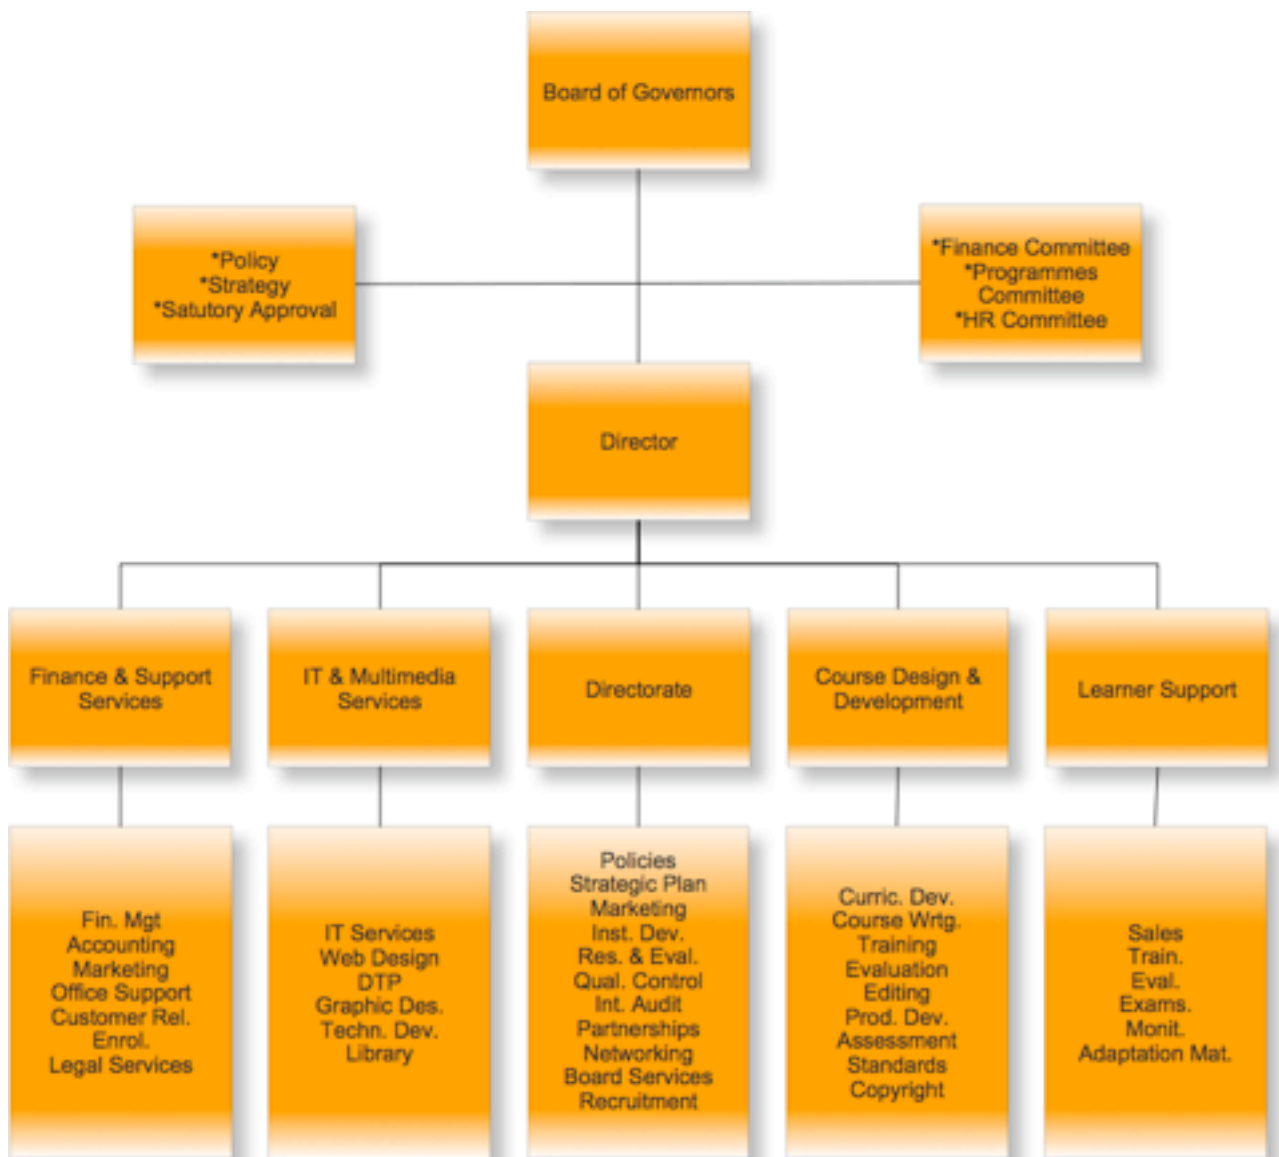 Board of Governors
*Policy
*Strategy
*Satutory Approval
*Finance Committee
*Programmes
Committee
*HR Committee
Director
Finance & Support
Services
IT & Multimedia
Services
Directorate
Course Design &
Development
Learner Support
Fin. Mgt
Accounting
Marketing
Office Support
Customer Rel.
Enrol.
Legal Services
IT Services
Web Design
DTP
Graphic Des.
Techn. Dev.
Library
Policies
Strategic Plan
Marketing
Inst. Dev.
Res. & Eval.
Qual. Control
Int. Audit
Partnerships
Networking
Board Services
Recruitment
Curric. Dev.
Course Wrtg.
Training
Evaluation
Editing
Prod. Dev.
Assessment
Standards
Copyright
Sales
Train.
Eval.
Exams.
Monit.
Adaptation Mat.